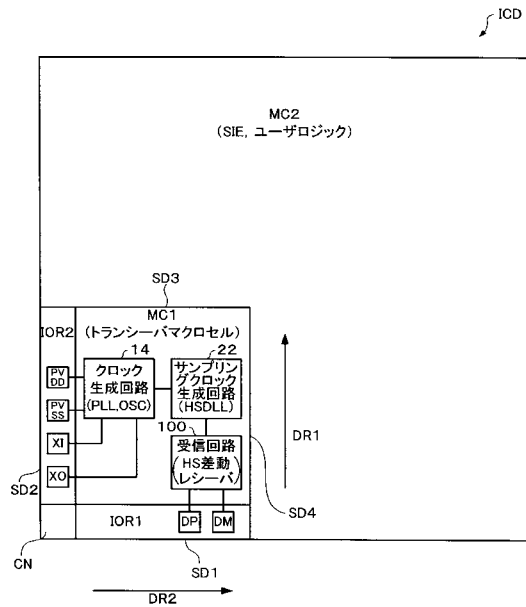 ICD
MC2
(SIE, ユーザロジック)
SD3
MC1
(トランシーバマクロセル)
IOR2
14
22
PV
DD
クロック
生成回路
(PLL,OSC)
サンプリン
グクロック
生成回路
(HSDLL)
PV
SS
XI
XO
100
受信回路
(HS差動
レシーバ)
DR1
SD2
SD4
IOR1
DP
DM
CN
SD1
DR2